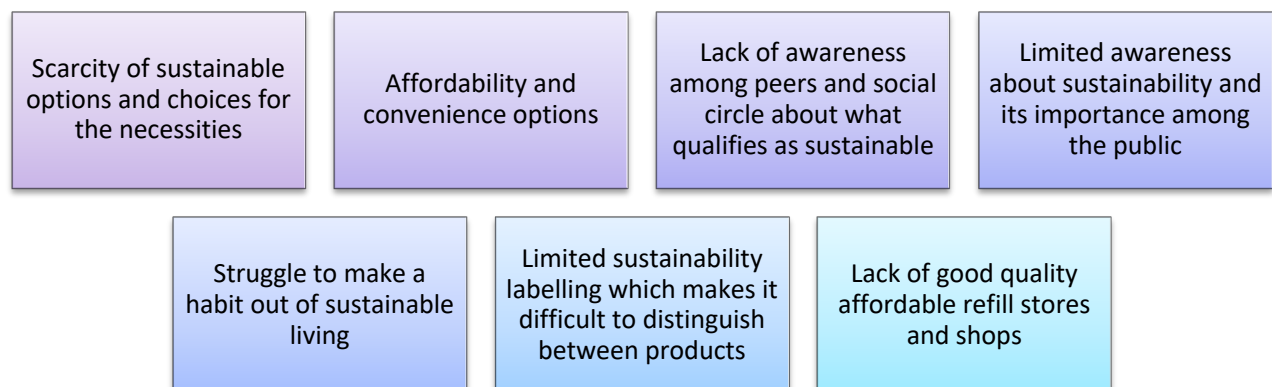 Scarcity of sustainable
options and choices for
the necessities
Affordability and
convenience options
Lack of awareness
among peers and social
circle about what
qualifies as sustainable
Limited awareness
about sustainability and
its importance among
the public
Struggle to make a
habit out of sustainable
living
Limited sustainability
labelling which makes it
difficult to distinguish
between products
Lack of good quality
affordable refill stores
and shops